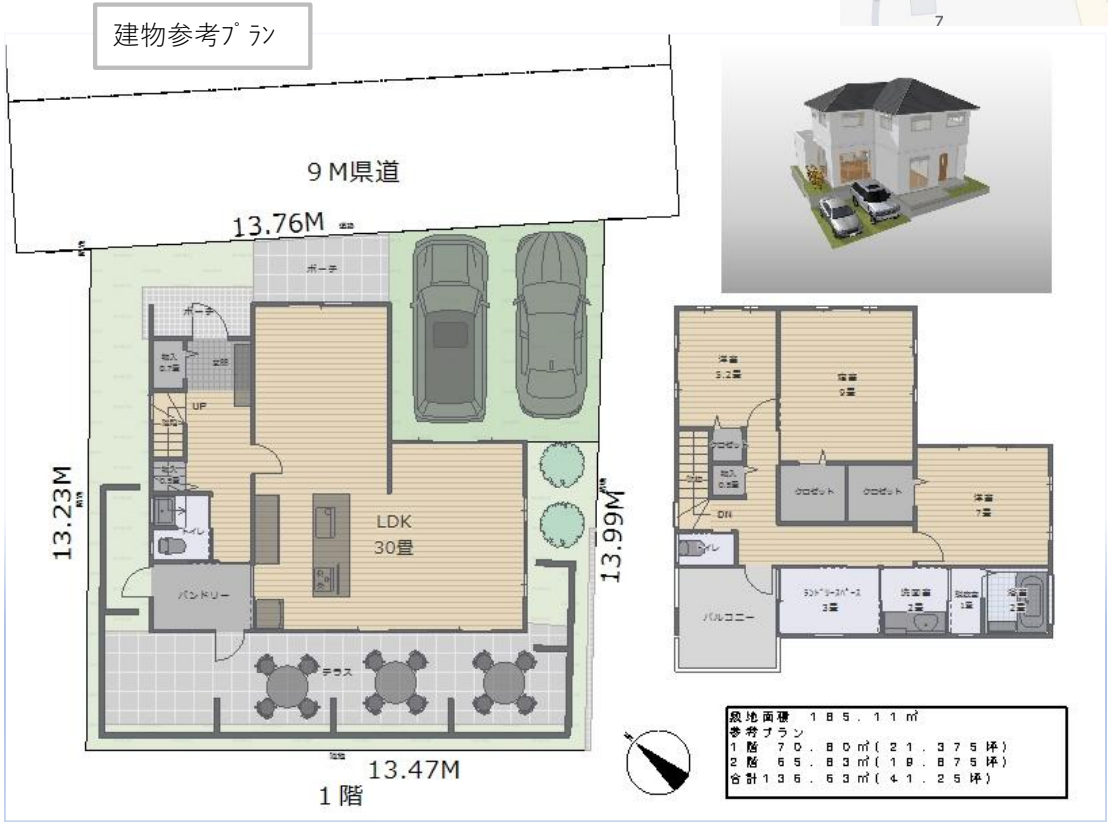 建物参考プラン
7
9M県道
13.76M
ポーチ
ポーチ
物入
0.7畳
玄関
UP
階段
物入
0.5畳
トイレ
パントリー
LDK
30畳
テラス
13.23M
13.99M
13.47M
1階
洋室
5.2畳
寝室
9畳
クロゼット
物入
0.5畳
階段
クロゼット
クロゼット
洋室
7畳
DN
トイレ
バルコニー
ランドリースペース
3畳
洗面室
2畳
脱衣室
1畳
浴室
2畳
敷地面積 185.11㎡
参考プラン
1階 70.80㎡(21.375坪)
2階 65.83㎡(19.875坪)
合計136.63㎡(41.25坪)